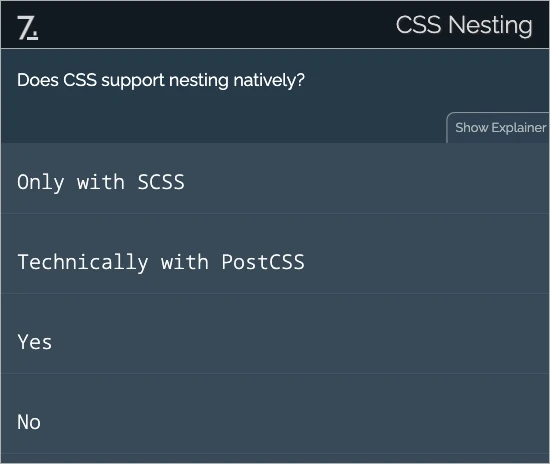 7.
CSS Nesting
Does CSS support nesting natively?
Show Explainer
Only with SCSS
Technically with PostCSS
Yes
No